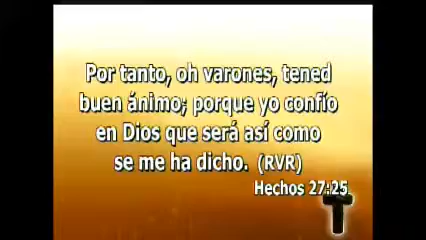 Por tanto, oh varones, tened
buen ánimo; porque yo confío
en Dios que será así como
se me ha dicho. (RVR)
Hechos 27:25